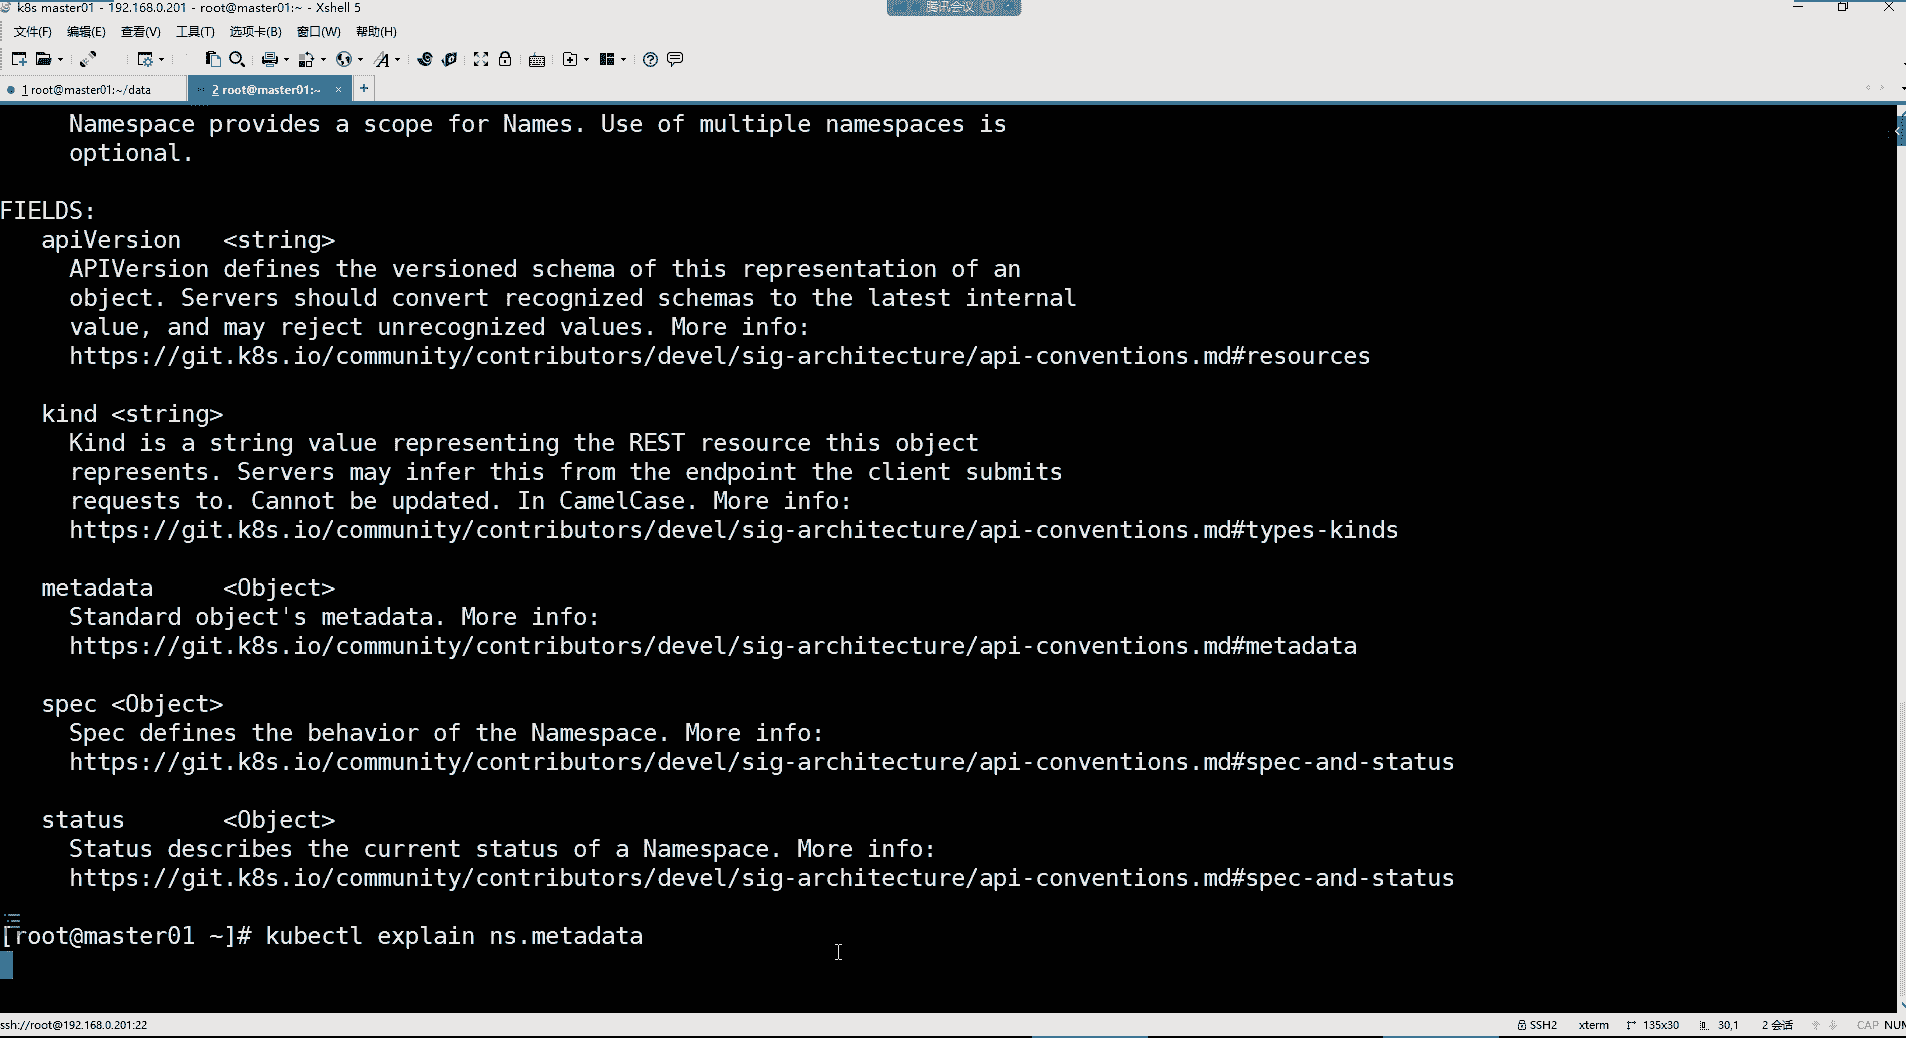 k8s master01 - 192.168.0.201 - root@master01:~ - Xshell 5
腾讯会议
文件(F) 编辑(E) 查看(V) 工具(T) 选项卡(B) 窗口(W) 帮助(H)
1 root@master01:~/data
2 root@master01:~
Namespace provides a scope for Names. Use of multiple namespaces is
optional.
FIELDS:
apiVersion <string>
APIVersion defines the versioned schema of this representation of an
object. Servers should convert recognized schemas to the latest internal
value, and may reject unrecognized values. More info:
https://git.k8s.io/community/contributors/devel/sig-architecture/api-conventions.md#resources
kind <string>
Kind is a string value representing the REST resource this object
represents. Servers may infer this from the endpoint the client submits
requests to. Cannot be updated. In CamelCase. More info:
https://git.k8s.io/community/contributors/devel/sig-architecture/api-conventions.md#types-kinds
metadata <Object>
Standard object's metadata. More info:
https://git.k8s.io/community/contributors/devel/sig-architecture/api-conventions.md#metadata
spec <Object>
Spec defines the behavior of the Namespace. More info:
https://git.k8s.io/community/contributors/devel/sig-architecture/api-conventions.md#spec-and-status
status <Object>
Status describes the current status of a Namespace. More info:
https://git.k8s.io/community/contributors/devel/sig-architecture/api-conventions.md#spec-and-status
[root@master01 ~]# kubectl explain ns.metadata
ssh://root@192.168.0.201:22 SSH2 xterm 135x30 30,1 2 会话 CAP NUM